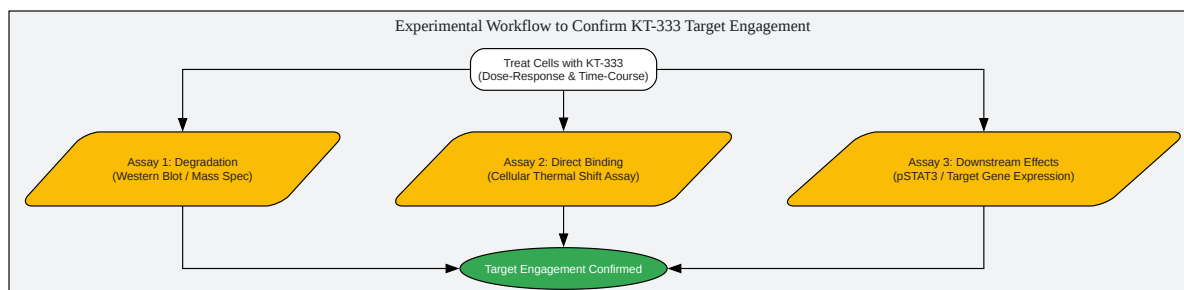 Experimental Workflow to Confirm KT-333 Target Engagement
Treat Cells with KT-333
(Dose-Response & Time-Course)
Assay 1: Degradation
(Western Blot / Mass Spec)
Assay 2: Direct Binding
(Cellular Thermal Shift Assay)
Assay 3: Downstream Effects
(pSTAT3 / Target Gene Expression)
Target Engagement Confirmed